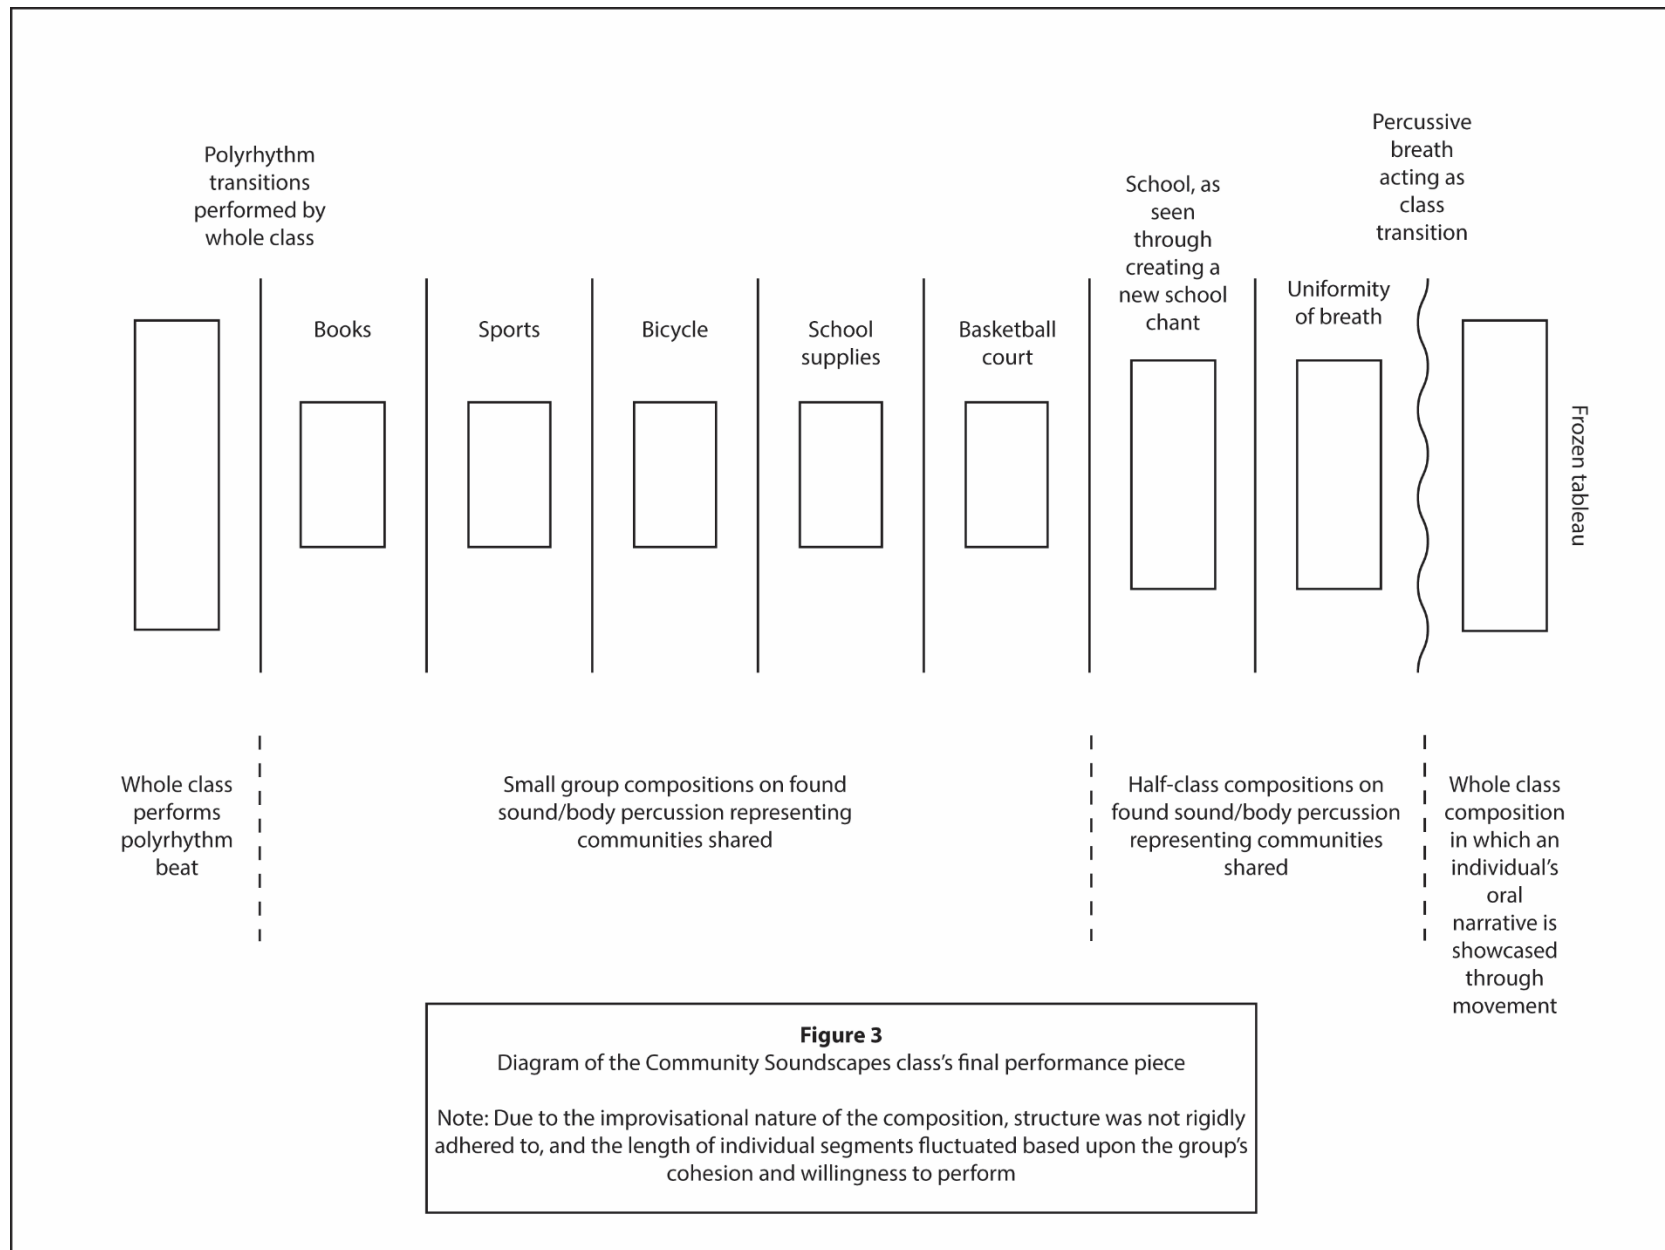 Polyrhythm
transitions
performed by
whole class
Books
Sports
Bicycle
School
supplies
Basketball
court
School, as
seen
through
creating a
new school
chant
Uniformity
of breath
Percussive
breath
acting as
class
transition
Frozen tableau
Whole class
performs
polyrhythm
beat
Small group compositions on found
sound/body percussion representing
communities shared
Half-class compositions on
found sound/body percussion
representing communities
shared
Whole class
composition
in which an
individual’s
oral
narrative is
showcased
through
movement
Figure 3
Diagram of the Community Soundscapes class’s final performance piece
Note: Due to the improvisational nature of the composition, structure was not rigidly
adhered to, and the length of individual segments fluctuated based upon the group’s
cohesion and willingness to perform